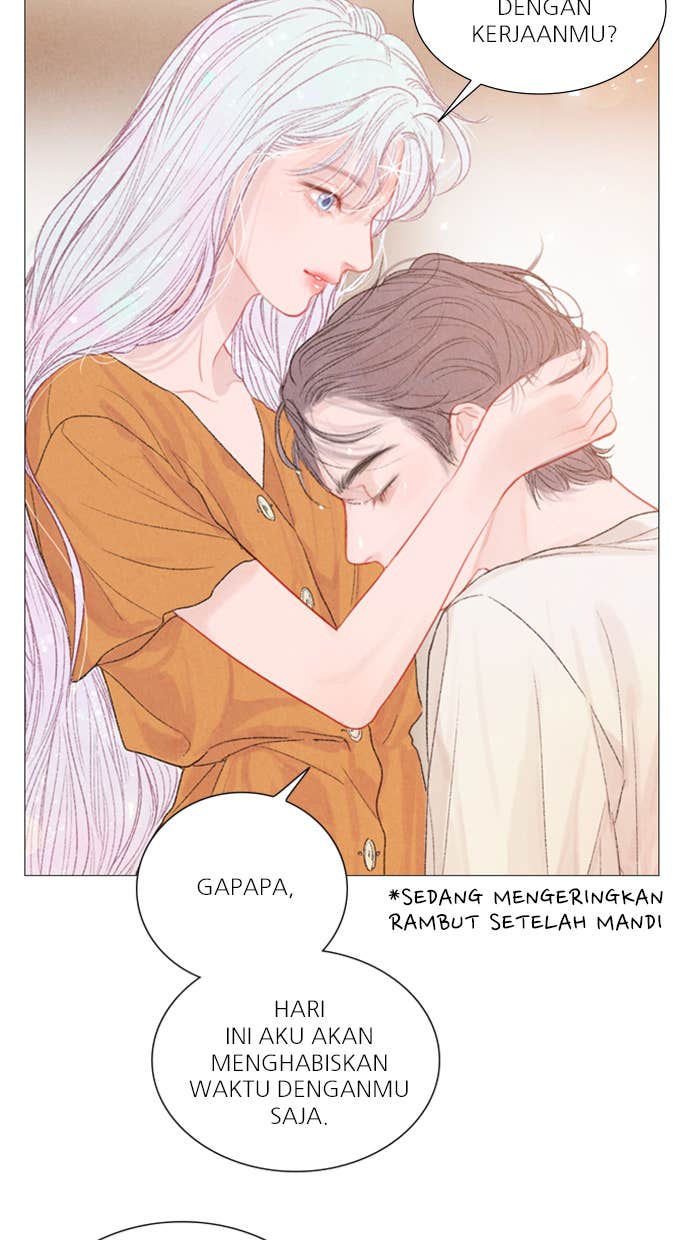 DENGAN
KERJAANMU?
GAPAPA,
*SEDANG MENGERINGKAN
RAMBUT SETELAH MANDI
HARI
INI AKU AKAN
MENGHABISKAN
WAKTU DENGANMU
SAJA.